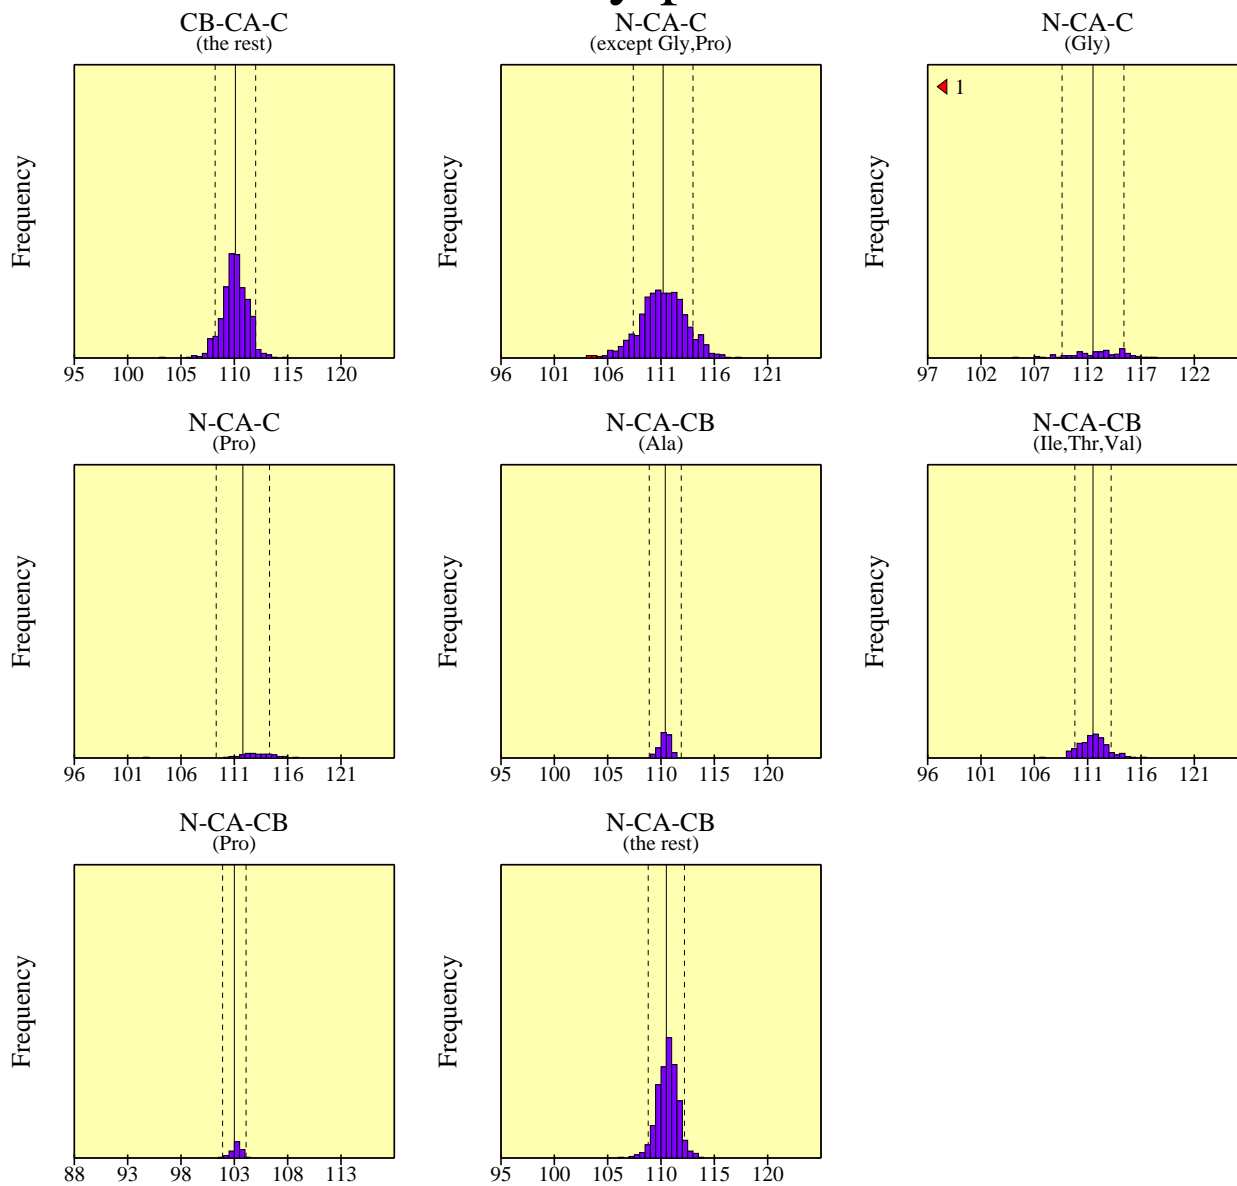 CB-CA-C
(the rest)
Frequency
95 100 105 110 115 120
N-CA-C
(except Gly,Pro)
Frequency
96 101 106 111 116 121
N-CA-C
(Gly)
1
Frequency
97 102 107 112 117 122
N-CA-C
(Pro)
Frequency
96 101 106 111 116 121
N-CA-CB
(Ala)
Frequency
95 100 105 110 115 120
N-CA-CB
(Ile,Thr,Val)
Frequency
96 101 106 111 116 121
N-CA-CB
(Pro)
Frequency
88 93 98 103 108 113
N-CA-CB
(the rest)
Frequency
95 100 105 110 115 120